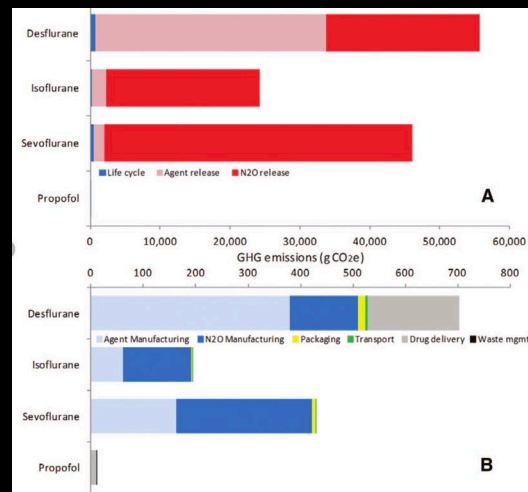 Desflurane
Isoflurane
Sevoflurane
Life cycle Agent release N2O release
Propofol
A
0 10,000 20,000 30,000 40,000 50,000 60,000
GHG emissions (g CO2e)
0 100 200 300 400 500 600 700 800
Desflurane
Agent Manufacturing N2O Manufacturing Packaging Transport Drug delivery Waste mgmt
Isoflurane
Sevoflurane
Propofol
B